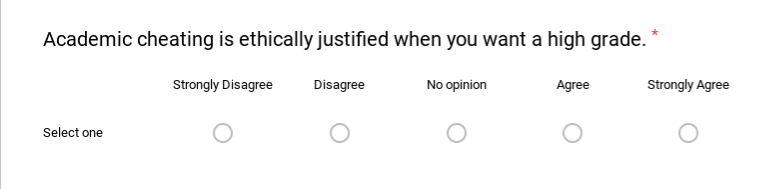 Academic cheating is ethically justified when you want a high grade. *
Strongly Disagree Disagree No opinion Agree Strongly Agree
Select one